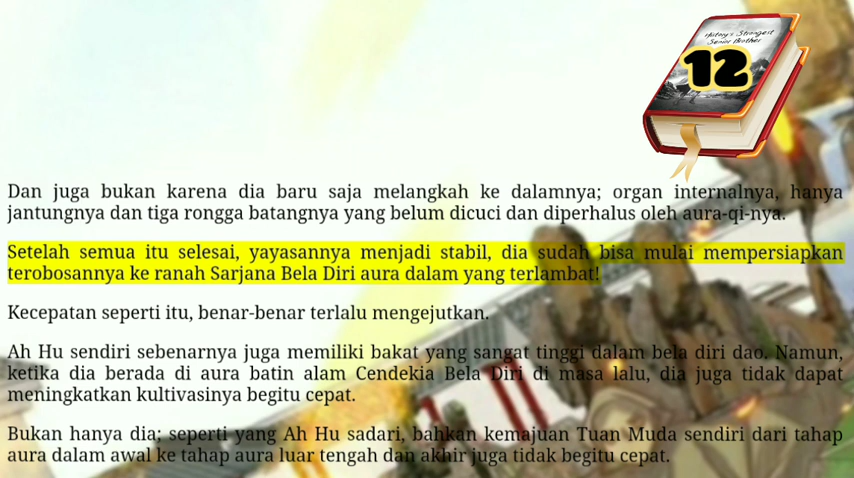 History's Strongest
Senior Brother
12
Dan juga bukan karena dia baru saja melangkah ke dalamnya; organ internalnya, hanya
jantungnya dan tiga rongga batangnya yang belum dicuci dan diperhalus oleh aura-qi-nya.
Setelah semua itu selesai, yayasannya menjadi stabil, dia sudah bisa mulai mempersiapkan
terobosannya ke ranah Sarjana Bela Diri aura dalam yang terlambat!
Kecepatan seperti itu, benar-benar terlalu mengejutkan.
Ah Hu sendiri sebenarnya juga memiliki bakat yang sangat tinggi dalam bela diri dao. Namun,
ketika dia berada di aura batin alam Cendekia Bela Diri di masa lalu, dia juga tidak dapat
meningkatkan kultivasinya begitu cepat.
Bukan hanya dia; seperti yang Ah Hu sadari, bahkan kemajuan Tuan Muda sendiri dari tahap
aura dalam awal ke tahap aura luar tengah dan akhir juga tidak begitu cepat.